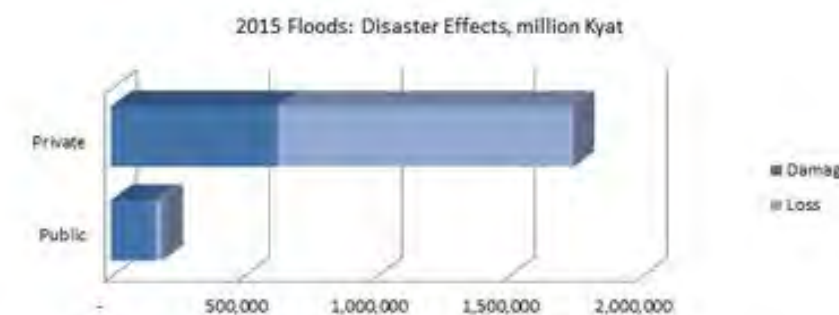 2015 Floods: Disaster Effects, million Kyat
Private
Public
Damag
Loss
- 500,000 1,000,000 1,500,000 2,000,000